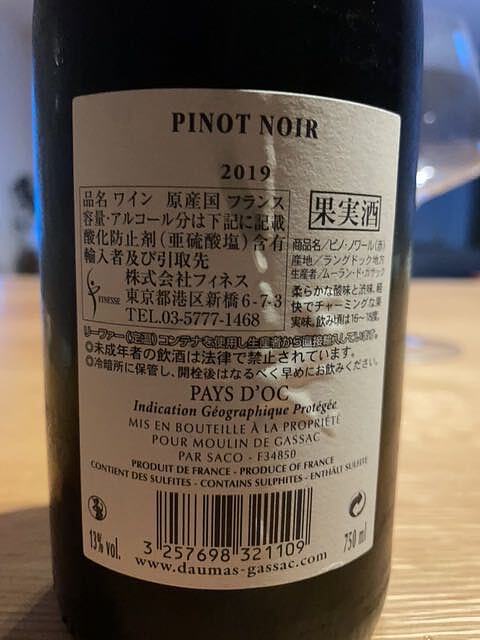 PINOT NOIR
2019
品名 ワイン 原産国 フランス
容量・アルコール分は下記に記載
酸化防止剤(亜硫酸塩)含有
輸入者及び引取先
株式会社フィネス
FINESSE
東京都港区新橋6-7-3
TEL.03-5777-1468
果実酒
商品名/ピノ・ノワール(赤)
産地/ラングドック地方
生産者/ムーラン・ド・ガサック
柔らかな酸味と渋味、軽
快でチャーミングな果
実味。飲み頃は16~18度。
リーファー(定温)コンテナを使用し生産者から直接輸入しています。
◎未成年者の飲酒は法律で禁止されています。
◎冷暗所に保管し、開栓後はなるべく早めにお飲みください。
PAYS D'OC
Indication Géographique Protégée
MIS EN BOUTEILLE À LA PROPRIÉTÉ
POUR MOULIN DE GASSAC
PAR SACO - F34850
PRODUIT DE FRANCE - PRODUCE OF FRANCE
CONTIENT DES SULFITES - CONTAINS SULPHITES - ENTHÄLT SULFITE
13% vol.
3 257698 321109
750 ml
www.daumas-gassac.com